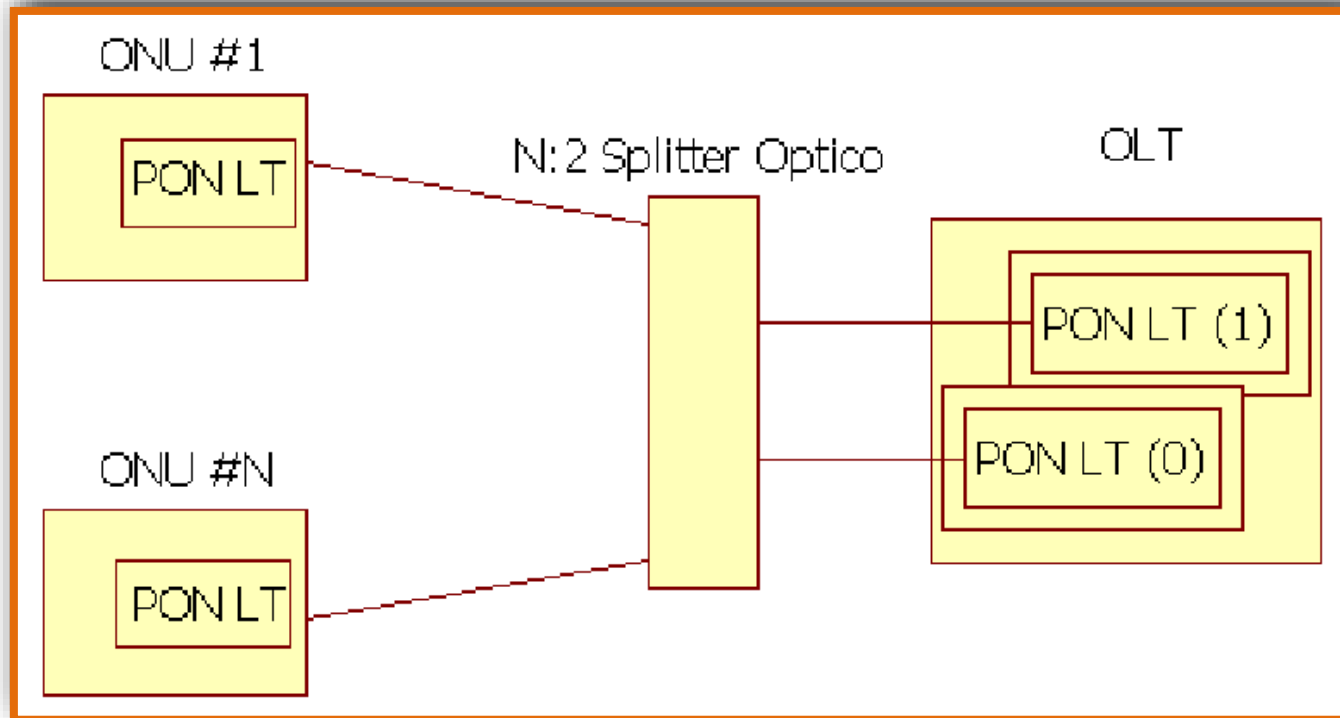 ONU #1
PON LT
N:2 Splitter Optico
OLT
PON LT (1)
PON LT (0)
ONU #N
PON LT